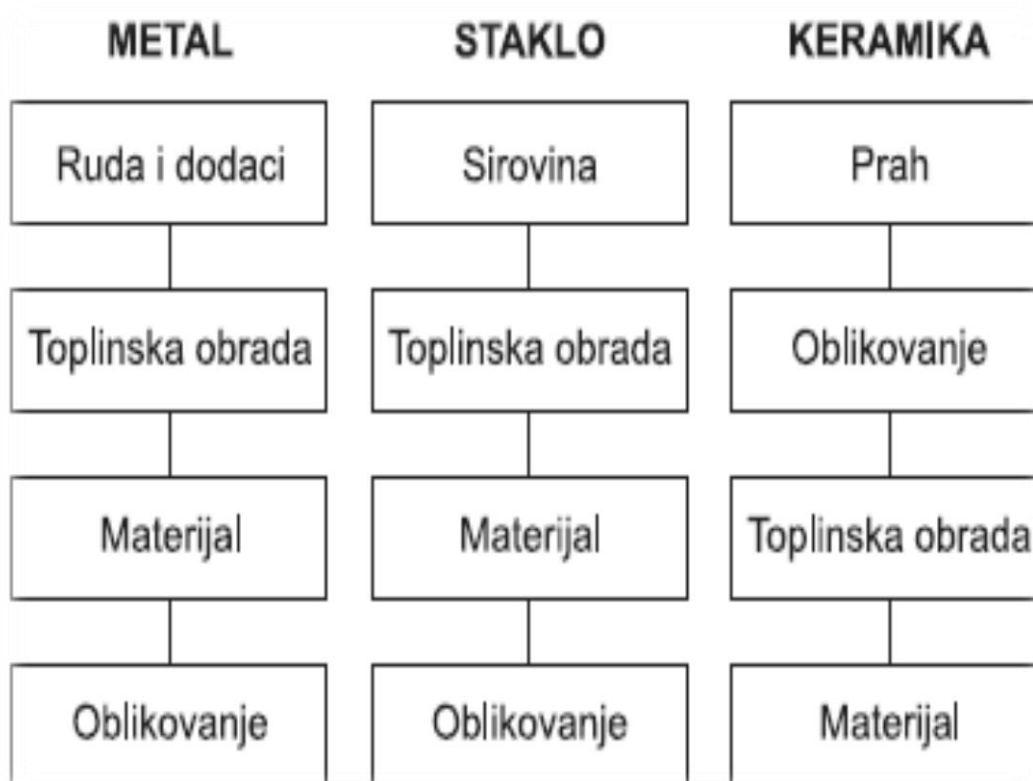 METAL
STAKLO
KERAMIKA
Ruda i dodaci
Sirovina
Prah
Toplinska obrada
Toplinska obrada
Oblikovanje
Materijal
Materijal
Toplinska obrada
Oblikovanje
Oblikovanje
Materijal